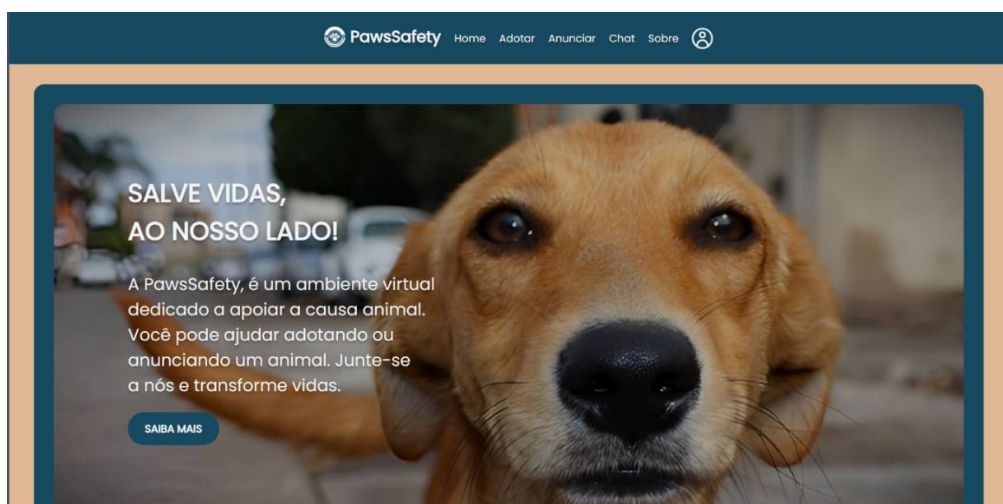 PawsSafety Home Adotar Anunciar Chat Sobre
SALVE VIDAS,
AO NOSSO LADO!
A PawsSafety, é um ambiente virtual
dedicado a apoiar a causa animal.
Você pode ajudar adotando ou
anunciando um animal. Junte-se
a nós e transforme vidas.
SAIBA MAIS